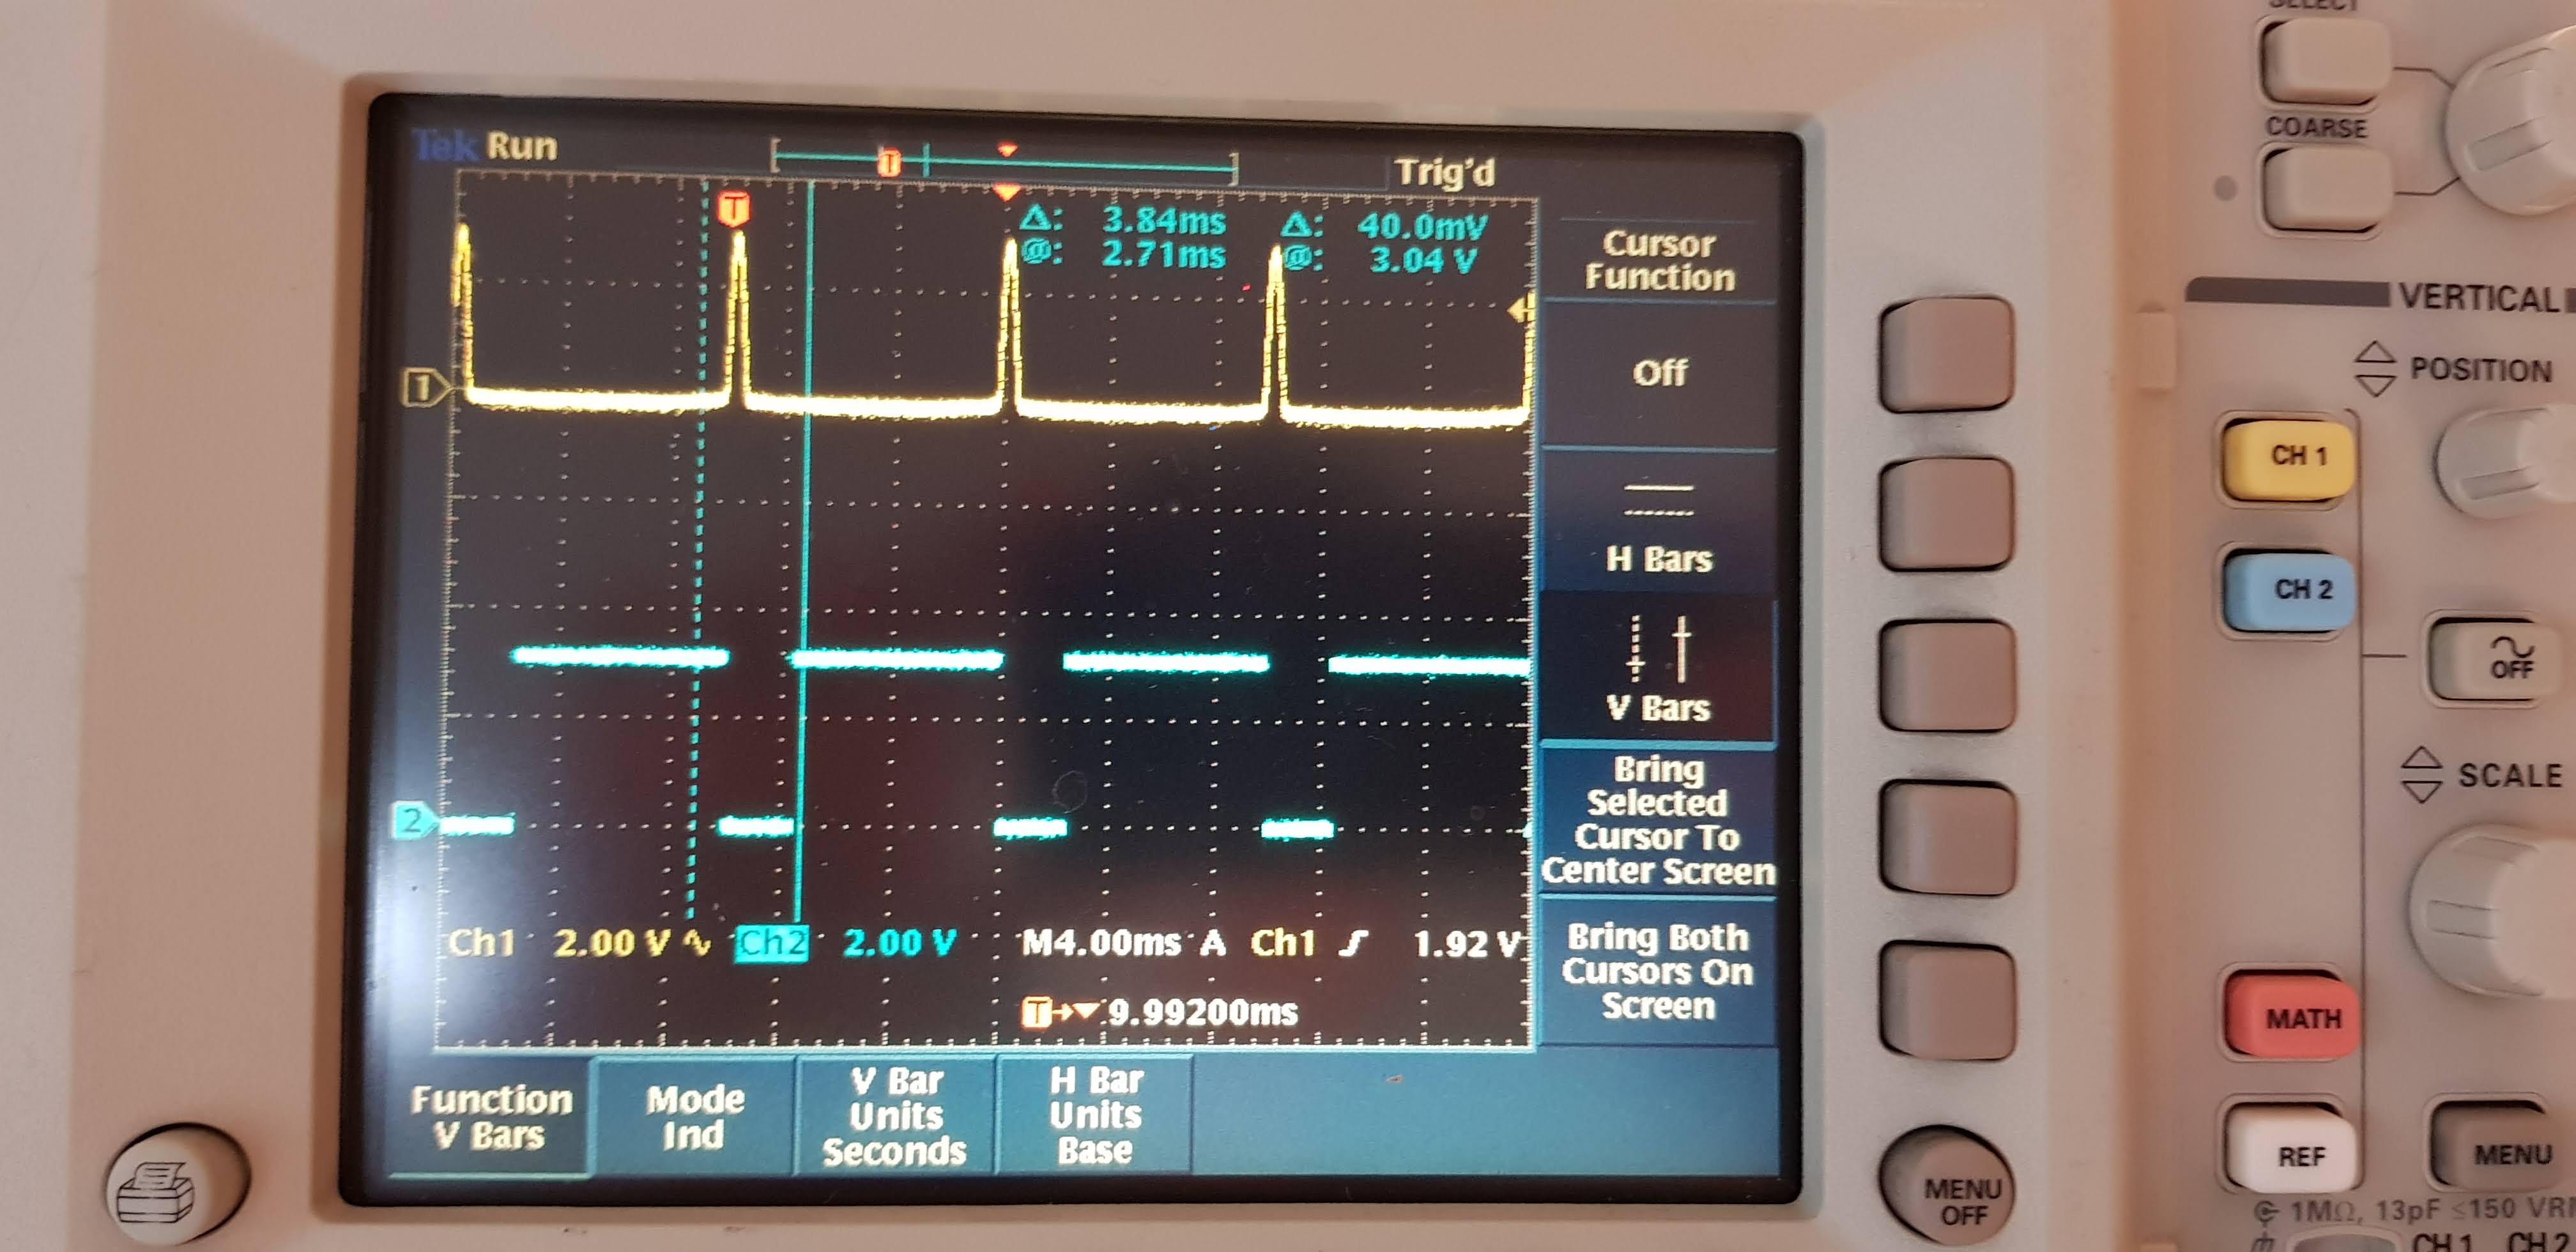 SELECT
COARSE
Tek Run
Trig'd
T
T
Δ: 3.84ms Δ: 40.0mV
@: 2.71ms @: 3.04 V
Cursor
Function
Off
H Bars
V Bars
Bring
Selected
Cursor To
Center Screen
Bring Both
Cursors On
Screen
1
2
Ch1 2.00 V Ch2 2.00 V M4.00ms A Ch1 1.92 V
T→▼ 9.99200ms
Function
V Bars
Mode
Ind
V Bar
Units
Seconds
H Bar
Units
Base
MENU
OFF
VERTICAL
POSITION
CH 1
CH 2
OFF
SCALE
MATH
REF
MENU
1MΩ, 13pF ≤150 VR
CH 1 CH 2